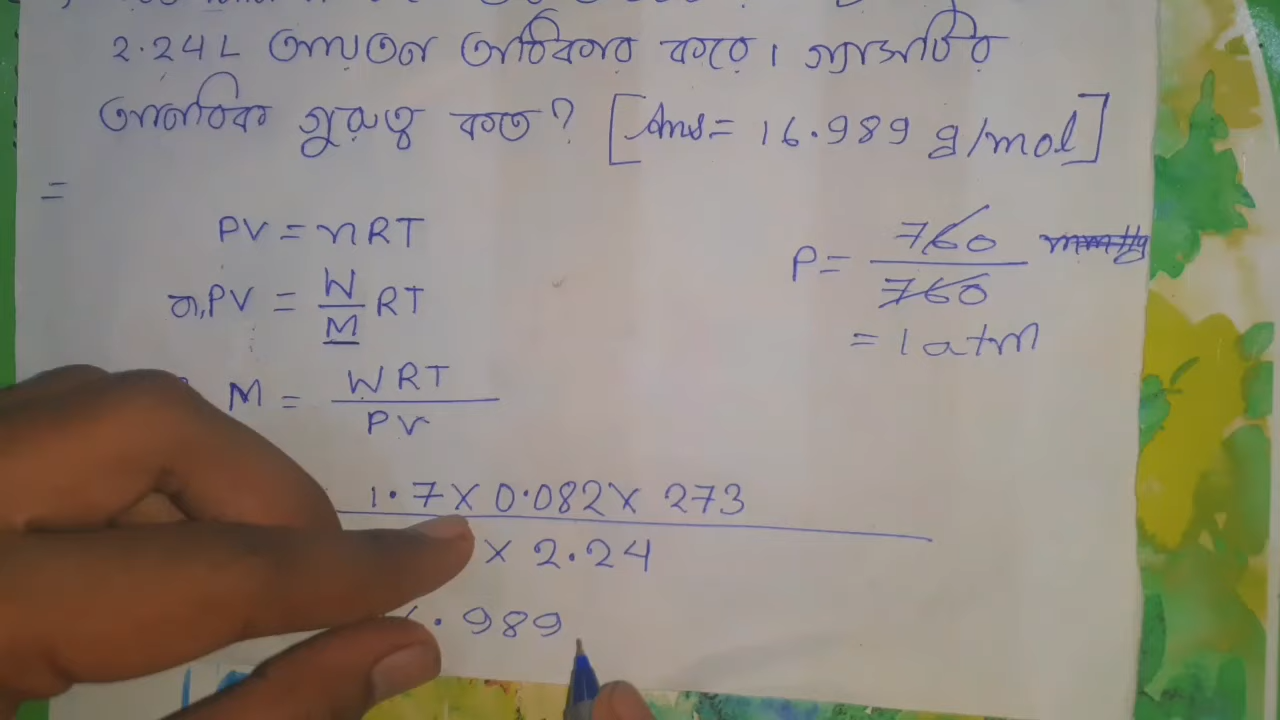 2.24L আয়তন অধিকার করে। গ্যাসটির
আনবিক গুরুত্ব কত? [Ans= 16.989 g/mol]
=
PV = nRT
বা, PV = W/M RT
M = WRT/PV
1.7 × 0.082 × 273
× 2.24
.989
P = 760/760
= 1 atm